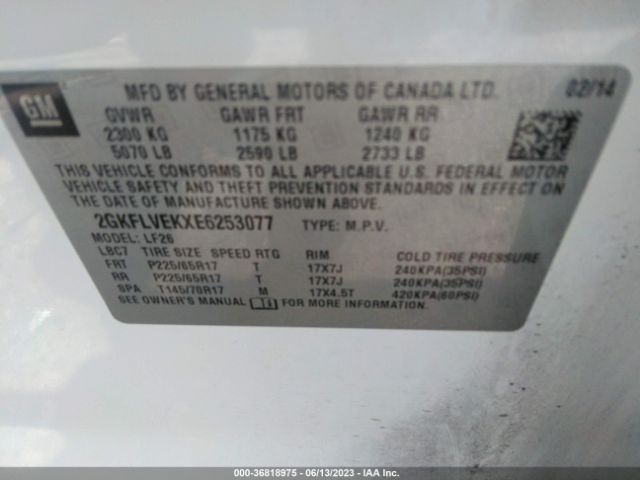 GM
MFD BY GENERAL MOTORS OF CANADA LTD. 02/14
GVWR GAWR FRT GAWR RR
2300 KG 1175 KG 1240 KG
5070 LB 2590 LB 2733 LB
THIS VEHICLE CONFORMS TO ALL APPLICABLE U.S. FEDERAL MOTOR
VEHICLE SAFETY, BUMPER, AND THEFT PREVENTION STANDARDS IN EFFECT ON
THE DATE OF MANUFACTURE SHOWN ABOVE.
2GKFLVEKXE6253077 TYPE: M.P.V.
MODEL: LF26
LBC7 TIRE SIZE SPEED RTG RIM COLD TIRE PRESSURE
FRT P225/65R17 T 17X7J 240KPA(35PSI)
RR P225/65R17 T 17X7J 240KPA(35PSI)
SPA T145/70R17 M 17X4.5T 420KPA(60PSI)
SEE OWNER'S MANUAL FOR MORE INFORMATION.
000-36818975 - 06/13/2023 - IAA Inc.